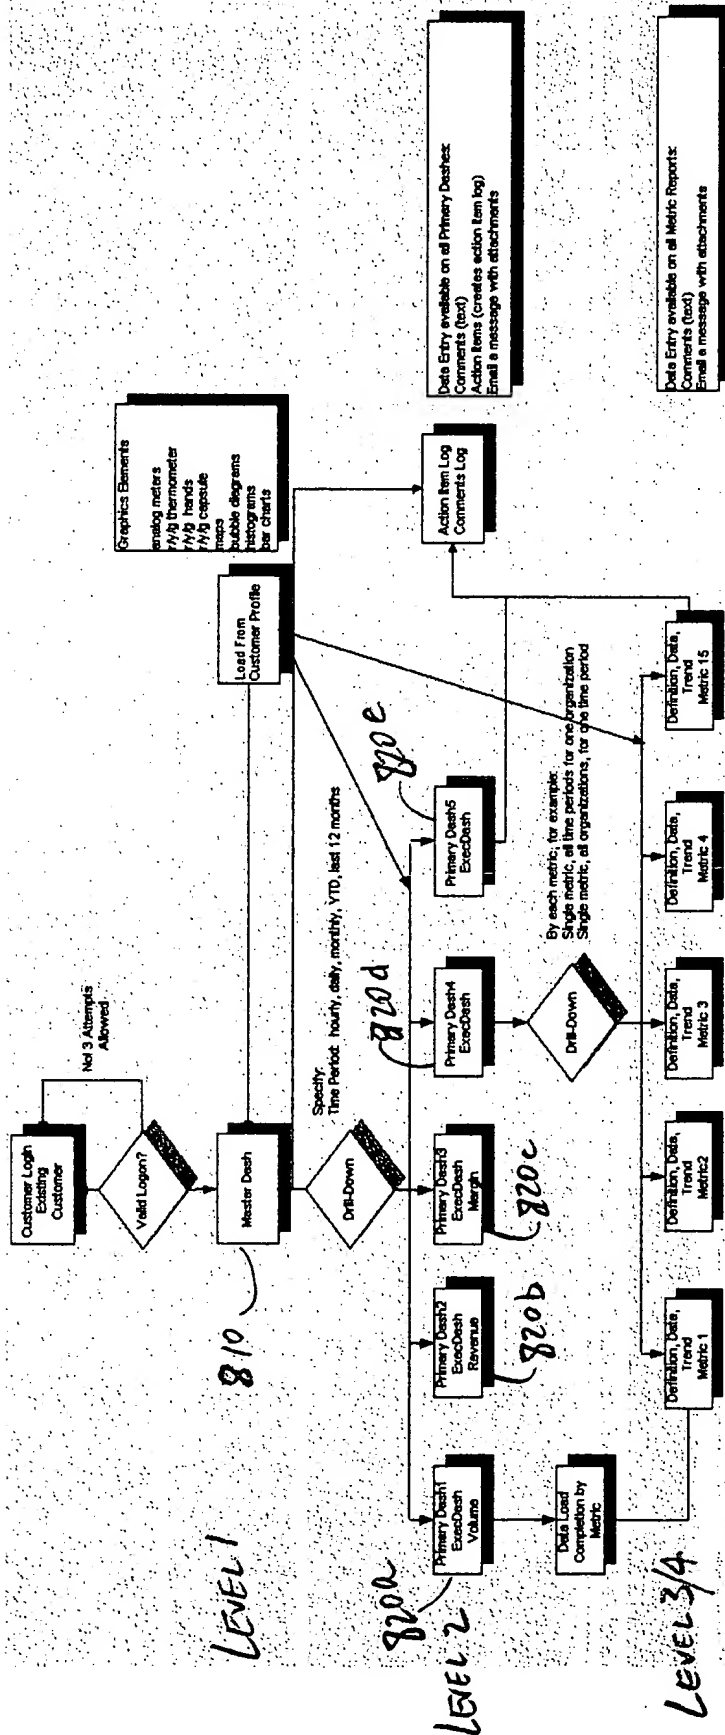 Customer Login
Existing
Customer
Valid Logon?
No! 3 Attempts
Allowed
LEVEL 1
810
Master Dash
Load From
Customer Profile
Graphics Elements
analog meters
r/y/g thermometer
r/y/g hands
r/y/g capsule
maps
bubble diagrams
histograms
bar charts
Drill-Down
Specify:
Time Period: hourly, daily, monthly, YTD, last 12 months
LEVEL 2
820a
Primary Dash1
ExecDash
Volume
Primary Dash2
ExecDash
Revenue
820b
Primary Dash3
ExecDash
Margin
820c
820d
Primary Dash4
ExecDash
820e
Primary Dash5
ExecDash
Action Item Log
Comments Log
Data Entry available on all Primary Dashes:
Comments (text)
Action Items (creates action item log)
Email a message with attachments
Data Load
Completion by
Metric
Drill-Down
By each metric, for example:
Single metric, all time periods for one organization
Single metric, all organizations, for one time period
LEVEL 3/4
Definition, Data,
Trend
Metric 1
Definition, Data,
Trend
Metric2
Definition, Data,
Trend
Metric 3
Definition, Data,
Trend
Metric 4
Definition, Data,
Trend
Metric 15
Data Entry available on all Metric Reports:
Comments (text)
Email a message with attachments